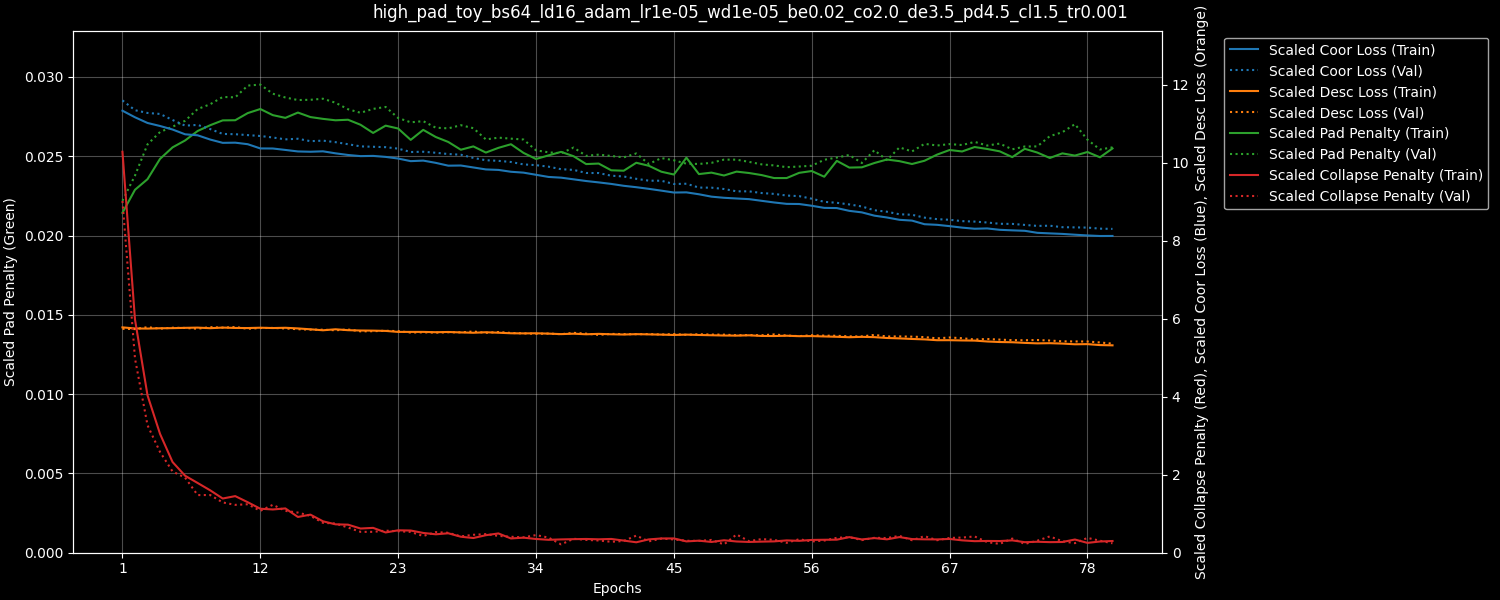 high_pad_toy_bs64_ld16_adam_lr1e-05_wd1e-05_be0.02_co2.0_de3.5_pd4.5_cl1.5_tr0.001
Scaled Pad Penalty (Green)
0.030
0.025
0.020
0.015
0.010
0.005
0.000
1
12
23
34
45
56
67
78
Epochs
12
10
8
6
4
2
0
Scaled Collapse Penalty (Red), Scaled Coor Loss (Blue), Scaled Desc Loss (Orange)
Scaled Coor Loss (Train)
Scaled Coor Loss (Val)
Scaled Desc Loss (Train)
Scaled Desc Loss (Val)
Scaled Pad Penalty (Train)
Scaled Pad Penalty (Val)
Scaled Collapse Penalty (Train)
Scaled Collapse Penalty (Val)